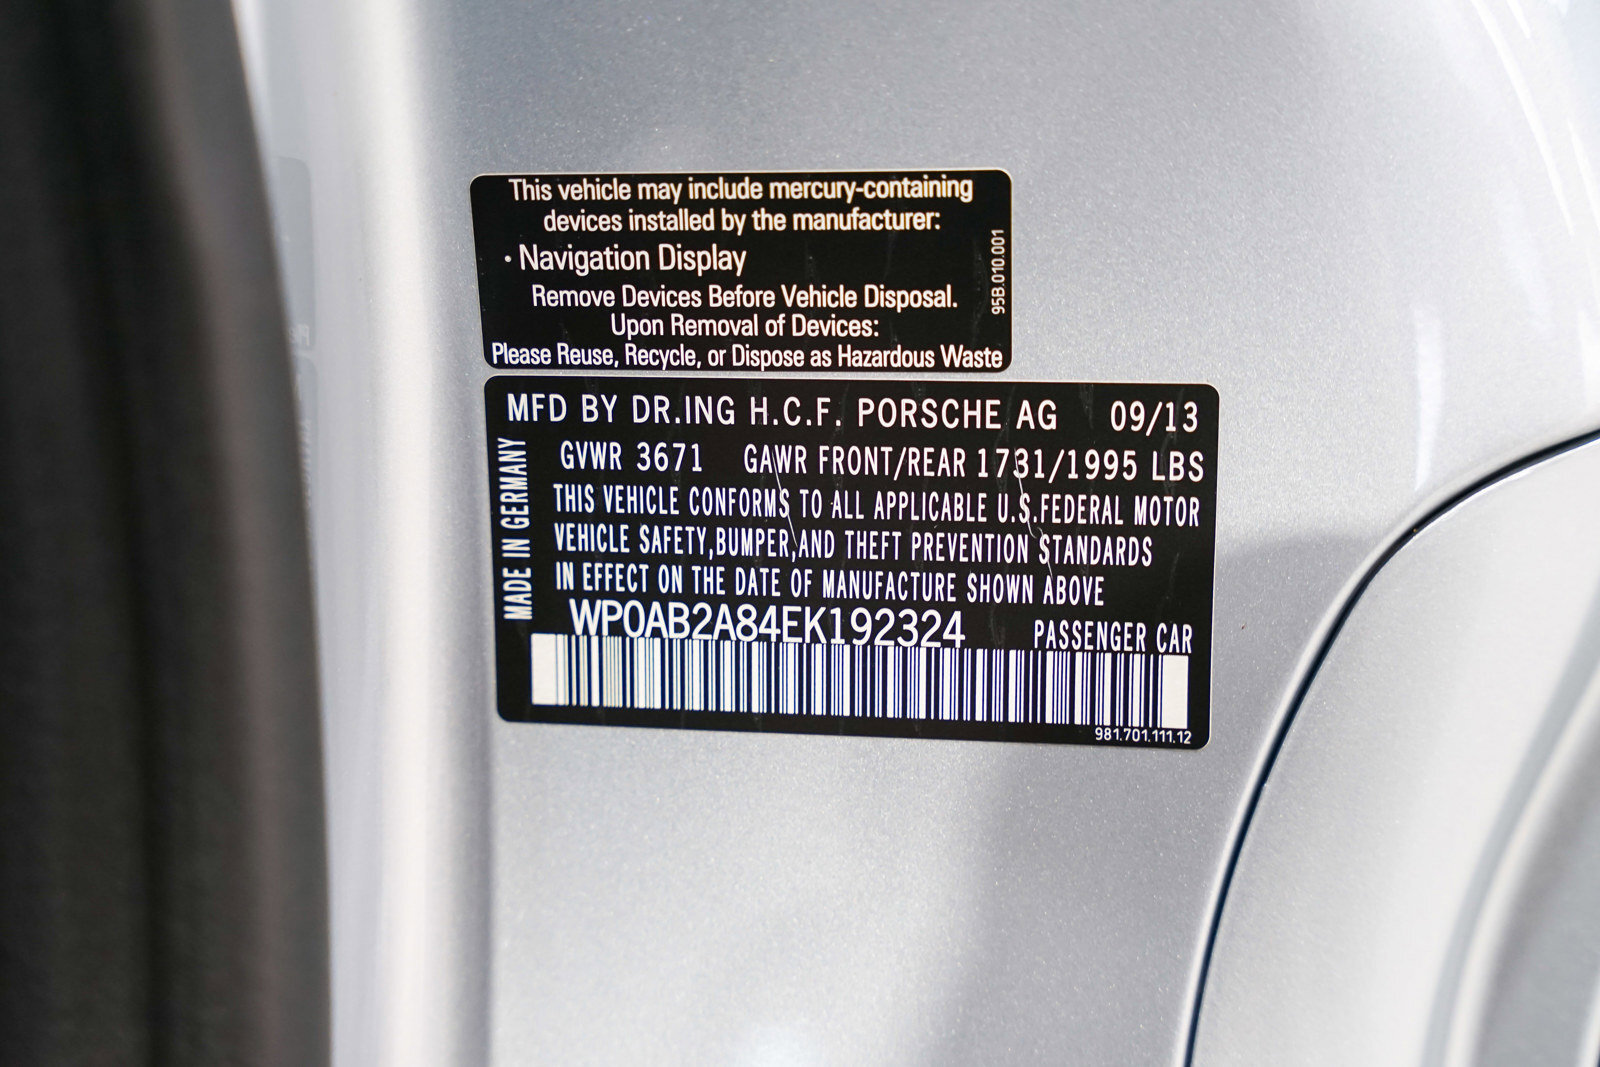 This vehicle may include mercury-containing
devices installed by the manufacturer:
· Navigation Display
Remove Devices Before Vehicle Disposal.
Upon Removal of Devices:
Please Reuse, Recycle, or Dispose as Hazardous Waste
95B.010.001
MFD BY DR.ING H.C.F. PORSCHE AG 09/13
GVWR 3671 GAWR FRONT/REAR 1731/1995 LBS
THIS VEHICLE CONFORMS TO ALL APPLICABLE U.S.FEDERAL MOTOR
VEHICLE SAFETY,BUMPER,AND THEFT PREVENTION STANDARDS
IN EFFECT ON THE DATE OF MANUFACTURE SHOWN ABOVE
MADE IN GERMANY
WP0AB2A84EK192324 PASSENGER CAR
981.701.111.12